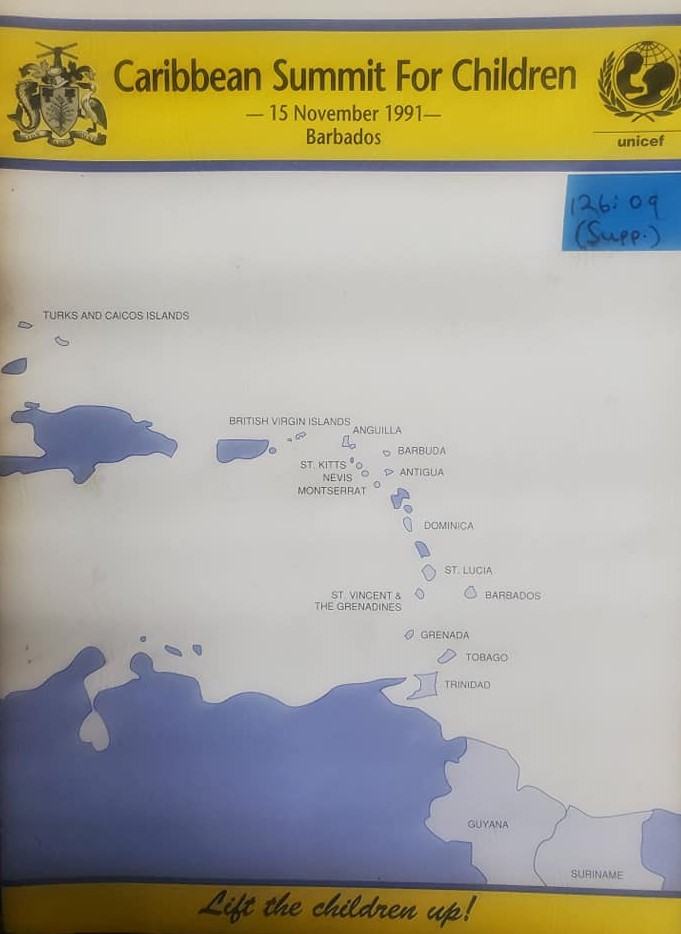 Caribbean Summit For Children
— 15 November 1991—
Barbados
unicef
126:09
(Supp.)
TURKS AND CAICOS ISLANDS
BRITISH VIRGIN ISLANDS
ANGUILLA
BARBUDA
ST. KITTS
ANTIGUA
NEVIS
MONTSERRAT
DOMINICA
ST. LUCIA
ST. VINCENT &
THE GRENADINES
BARBADOS
GRENADA
TOBAGO
TRINIDAD
GUYANA
SURINAME
Lift the children up!